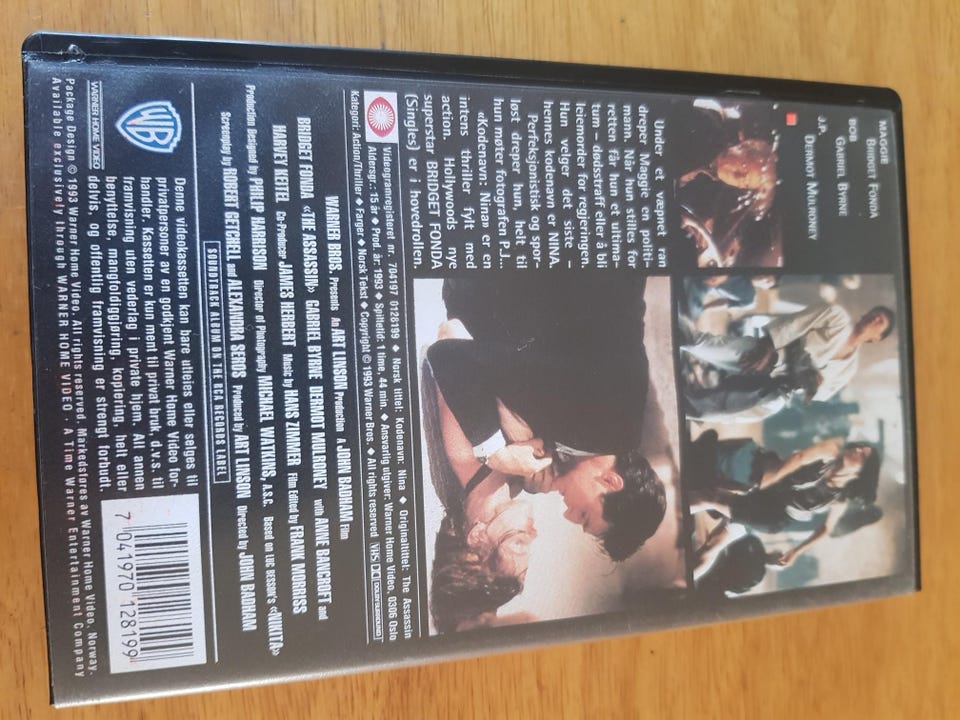 MAGGIE
BRIDGET FONDA
BOB
GABRIEL BYRNE
J.P.
DERMOT MULRONEY
Under et væpnet ran
dreper Maggie en politi-
mann. Når hun stilles for
retten får hun et ultima-
tum – dødsstraff eller å bli
leiemorder for regjeringen.
Hun velger det siste –
hennes kodenavn er NINA.
Perfeksjonistisk og spor-
løst dreper hun, helt til
hun møter fotografen P.J...
«Kodenavn: Nina» er en
intens thriller fylt med
action. Hollywoods nye
superstar BRIDGET FONDA
(Singles) er i hovedrollen.
Videogramregisteret nr. 704197 0128199 ◆ Norsk tittel: Kodenavn: Nina ◆ Originaltittel: The Assassin
Aldersgr.: 15 år ◆ Prod. år: 1993 ◆ Spilletid: 1 time, 44 min. ◆ Ansvarlig utgiver: Warner Home Video, 0306 Oslo
Kategori: Action/Thriller ◆ Farger ◆ Norsk Tekst ◆ Copyright © 1993 Warner Bros. ◆ All rights reserved VHS DOLBY SURROUND
WARNER BROS. Presents An ART LINSON Production A JOHN BADHAM Film
BRIDGET FONDA «THE ASSASSIN» GABRIEL BYRNE DERMOT MULRONEY with ANNE BANCROFT and
HARVEY KEITEL Co-Producer JAMES HERBERT Music by HANS ZIMMER Film Edited by FRANK MORRISS
Production Designed by PHILIP HARRISON Director of Photography MICHAEL WATKINS, A.S.C. Based on LUC BESSON'S «NIKITA»
Screenplay by ROBERT GETCHELL and ALEXANDRA SEROS Produced by ART LINSON Directed by JOHN BADHAM
SOUNDTRACK ALBUM ON THE RCA RECORDS LABEL
WB
WARNER HOME VIDEO
Denne videokassetten kan bare utleies eller selges til
privatpersoner av en godkjent Warner Home Video for-
handler. Kassetten er kun ment til privat bruk, d.v.s. til
framvisning uten vederlag i private hjem. All annen
benyttelse, mangfoldiggjøring, kopiering, helt eller
delvis, og offentlig framvisning er strengt forbudt.
7 041970 128199
Package Design © 1993 Warner Home Video. All rights reserved. Markedsføres av Warner Home Video, Norway.
Available exclusively through WARNER HOME VIDEO · A Time Warner Entertainment Company